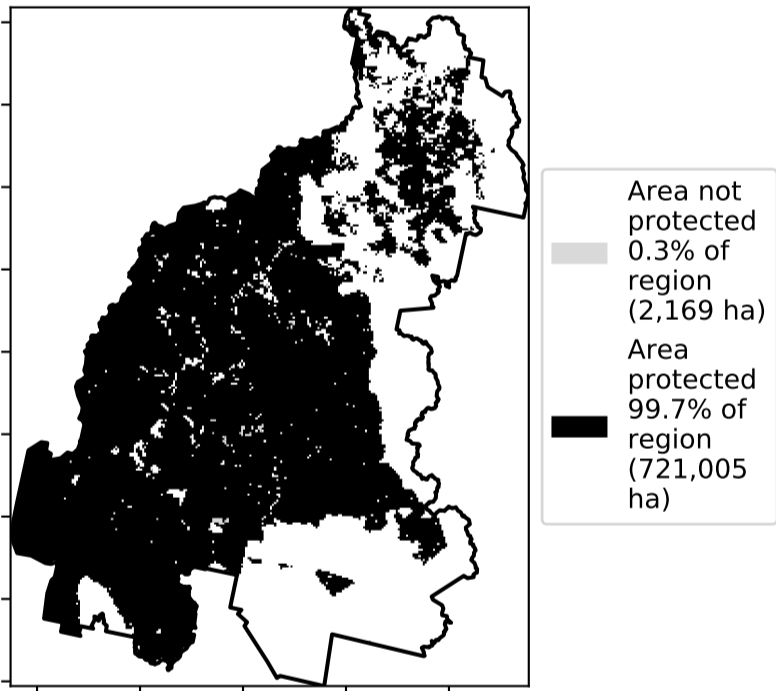 Area not
protected
0.3% of
region
(2,169 ha)
Area
protected
99.7% of
region
(721,005
ha)